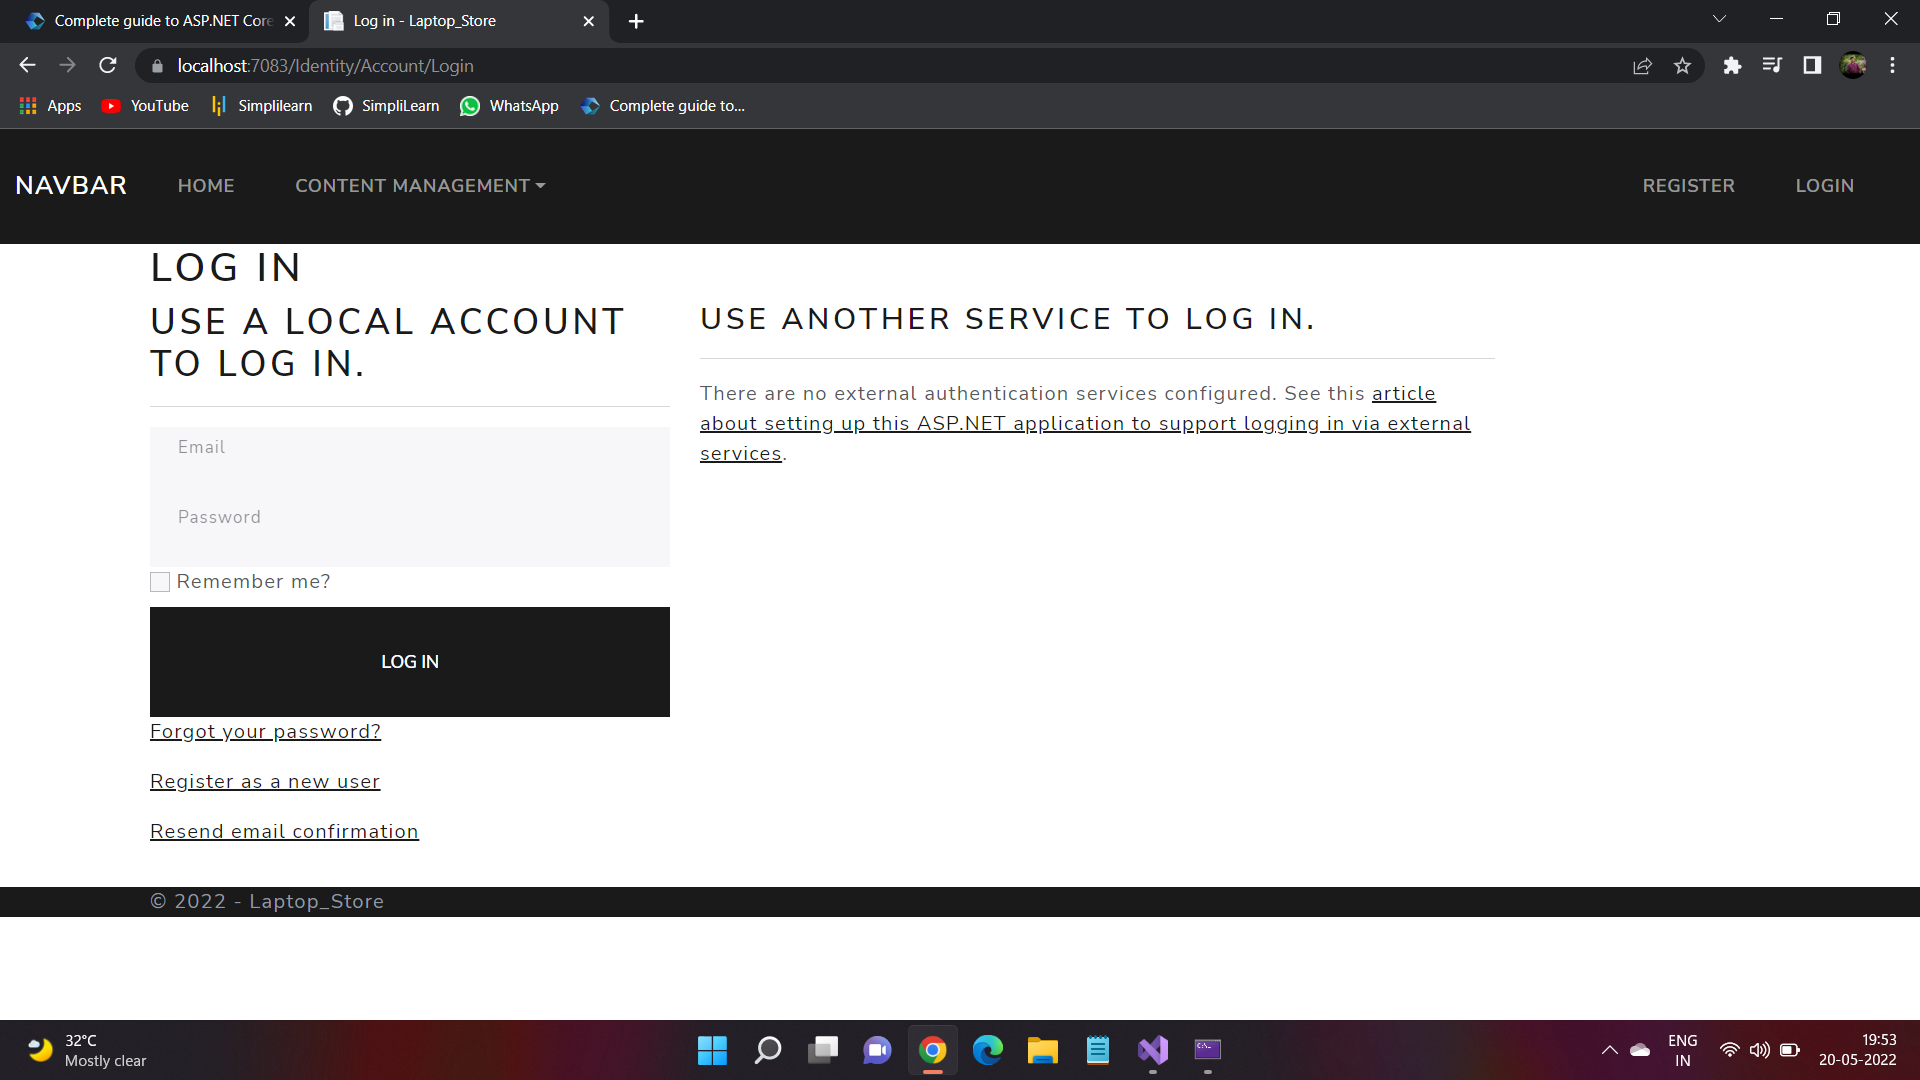 Complete guide to ASP.NET Core
Log in - Laptop_Store
localhost:7083/Identity/Account/Login
Apps
YouTube
Simplilearn
SimpliLearn
WhatsApp
Complete guide to...
NAVBAR
HOME
CONTENT MANAGEMENT
REGISTER
LOGIN
LOG IN
USE A LOCAL ACCOUNT
TO LOG IN.
Email
Password
Remember me?
LOG IN
Forgot your password?
Register as a new user
Resend email confirmation
USE ANOTHER SERVICE TO LOG IN.
There are no external authentication services configured. See this article
about setting up this ASP.NET application to support logging in via external
services.
© 2022 - Laptop_Store
32°C
Mostly clear
ENG
IN
19:53
20-05-2022